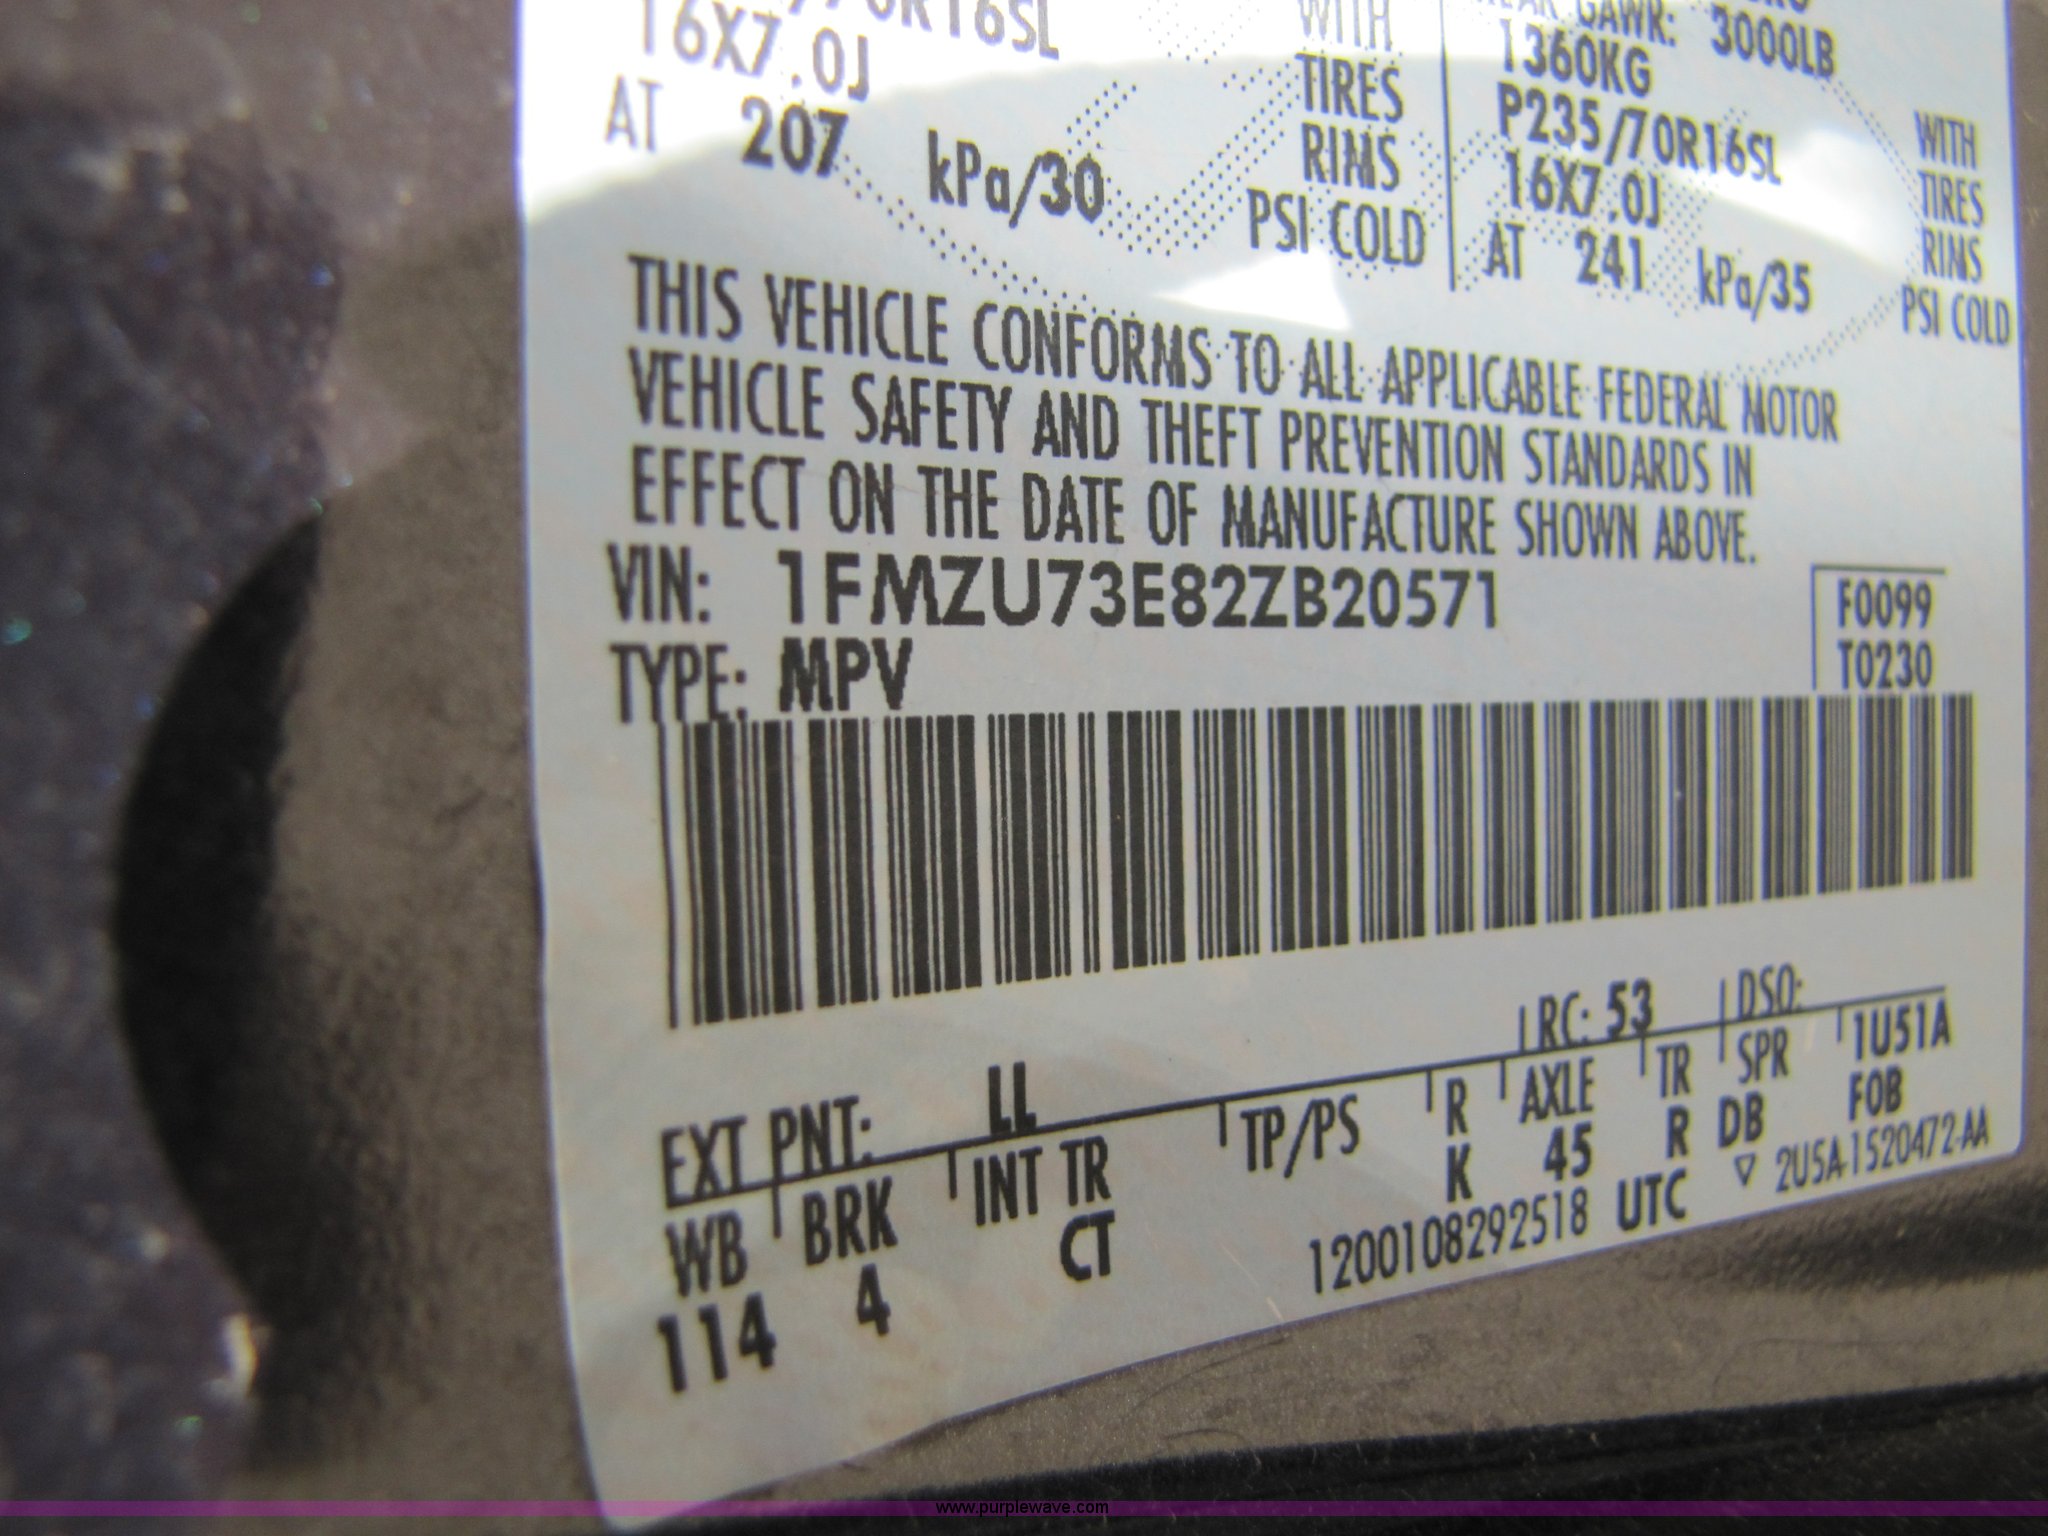 /70R16SL
16X7.0J
AT 207 kPa/30
WITH
TIRES
RIMS
PSI COLD
GAWR: 3000LB
1360KG
P235/70R16SL
16X7.0J
AT 241 kPa/35
WITH
TIRES
RIMS
PSI COLD
THIS VEHICLE CONFORMS TO ALL APPLICABLE FEDERAL MOTOR
VEHICLE SAFETY AND THEFT PREVENTION STANDARDS IN
EFFECT ON THE DATE OF MANUFACTURE SHOWN ABOVE.
VIN: 1FMZU73E82ZB20571
TYPE: MPV
F0099
T0230
EXT PNT: LL RC: 53 DSO:
WB BRK INT TR TP/PS R AXLE TR SPR 1U51A
114 4 CT K 45 R DB FOB
1200108292518 UTC ▽ 2U5A-1520472-AA
www.purplewave.com